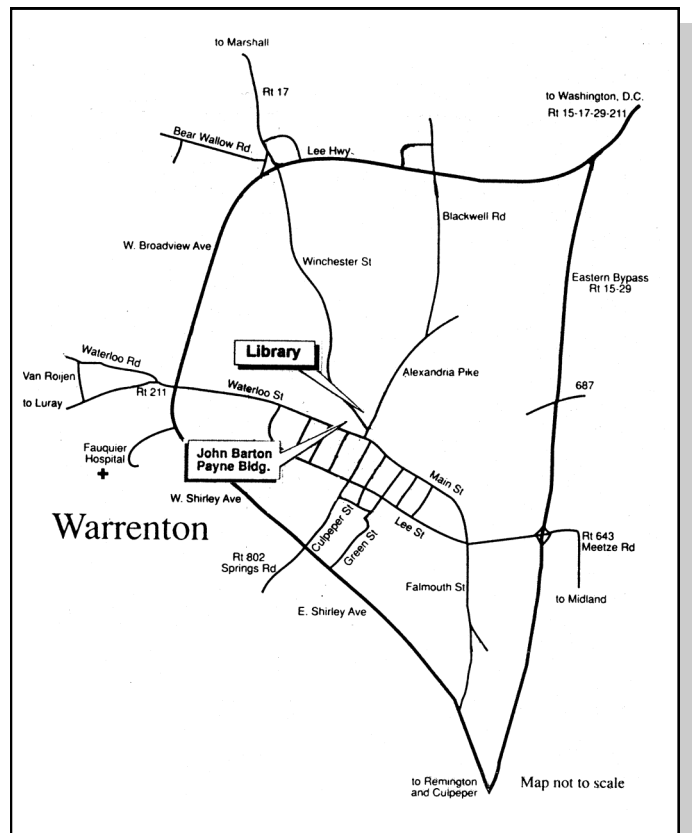 to Marshall
Rt 17
to Washington, D.C.
Rt 15-17-29-211
Bear Wallow Rd.
Lee Hwy.
Blackwell Rd
W. Broadview Ave
Winchester St
Eastern Bypass
Rt 15-29
Library
Waterloo Rd
Van Roijen
Rt 211
to Luray
Waterloo St
Alexandria Pike
687
Fauquier
Hospital
John Barton
Payne Bldg.
Main St
W. Shirley Ave
Warrenton
Culpeper St
Green St
Lee St
Rt 643
Meetze Rd
Rt 802
Springs Rd
Falmouth St
to Midland
E. Shirley Ave
to Remington
and Culpeper
Map not to scale